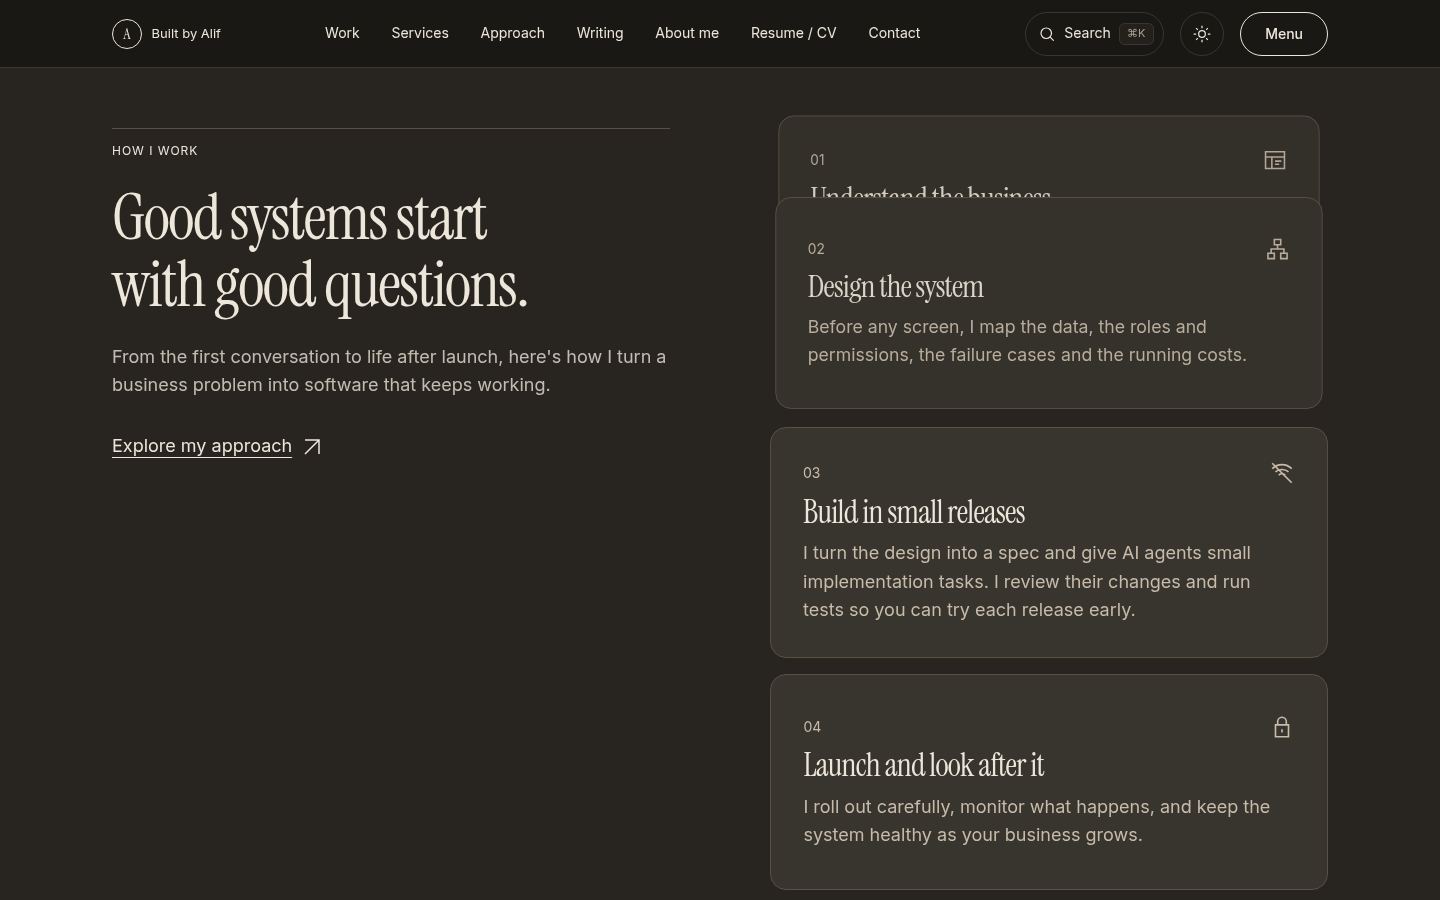 A
Built by Alif
Work
Services
Approach
Writing
About me
Resume / CV
Contact
Search
⌘K
Menu
HOW I WORK
Good systems start
with good questions.
From the first conversation to life after launch, here's how I turn a
business problem into software that keeps working.
Explore my approach
01
Understand the business
02
Design the system
Before any screen, I map the data, the roles and
permissions, the failure cases and the running costs.
03
Build in small releases
I turn the design into a spec and give AI agents small
implementation tasks. I review their changes and run
tests so you can try each release early.
04
Launch and look after it
I roll out carefully, monitor what happens, and keep the
system healthy as your business grows.